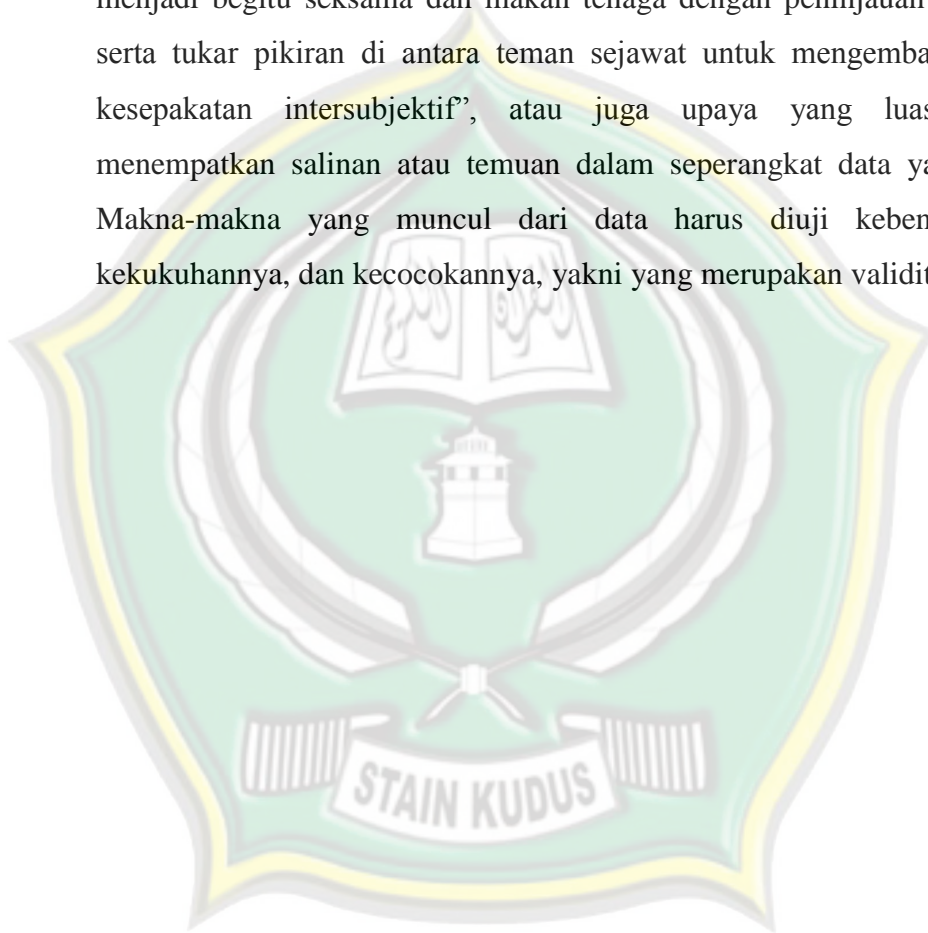 menjadi begitu seksama dan makan tenaga dengan peninjauan
serta tukar pikiran di antara teman sejawat untuk mengemba
kesepakatan intersubjektif”, atau juga upaya yang luas
menempatkan salinan atau temuan dalam seperangkat data ya
Makna-makna yang muncul dari data harus diuji keben
kekukuhannya, dan kecocokannya, yakni yang merupakan validit
STAIN KUDUS